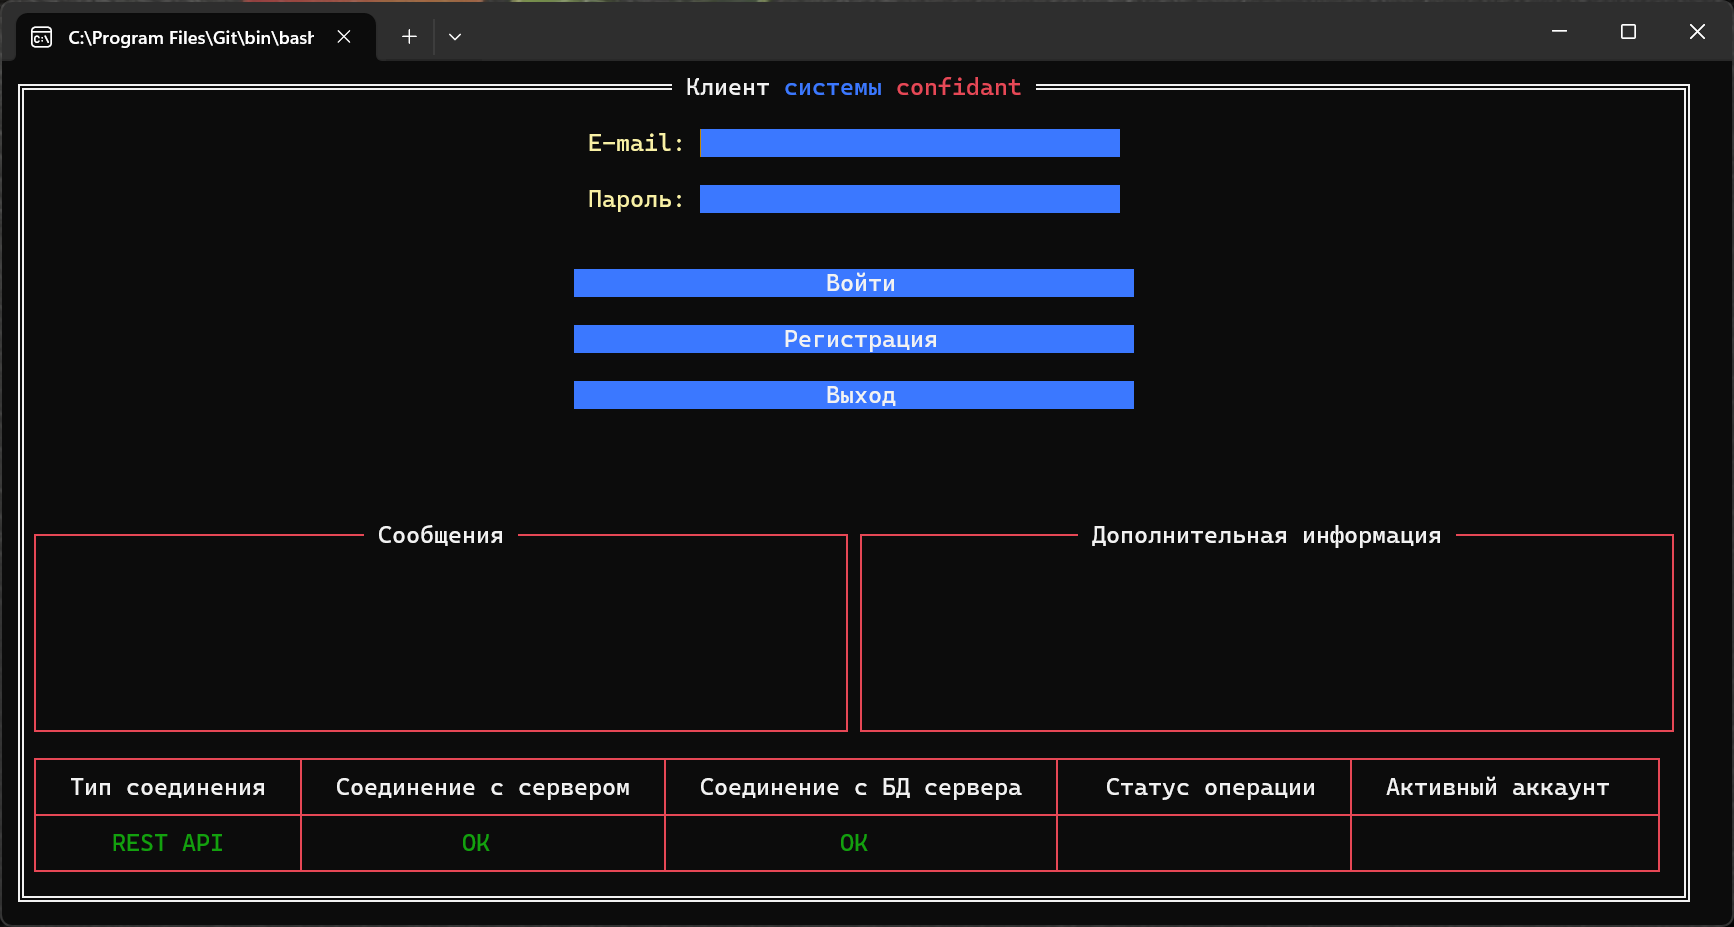 C:\Program Files\Git\bin\bash
Клиент системы confidant
E-mail:
Пароль:
Войти
Регистрация
Выход
Сообщения Дополнительная информация
Тип соединения Соединение с сервером Соединение с БД сервера Статус операции Активный аккаунт
REST API OK OK